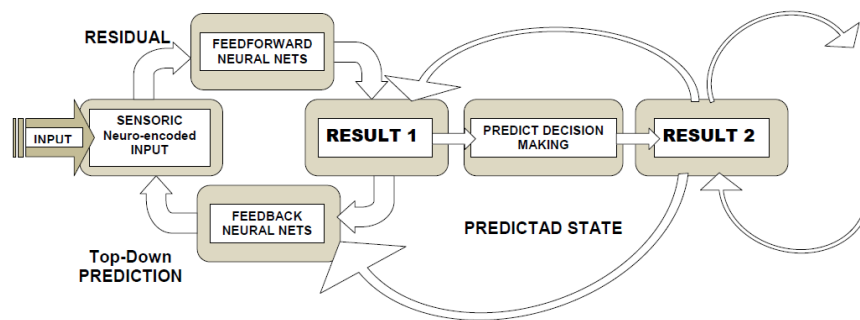 RESIDUAL
FEEDFORWARD
NEURAL NETS
INPUT
SENSORIC
Neuro-encoded
INPUT
RESULT 1
PREDICT DECISION
MAKING
RESULT 2
FEEDBACK
NEURAL NETS
PREDICTAD STATE
Top-Down
PREDICTION